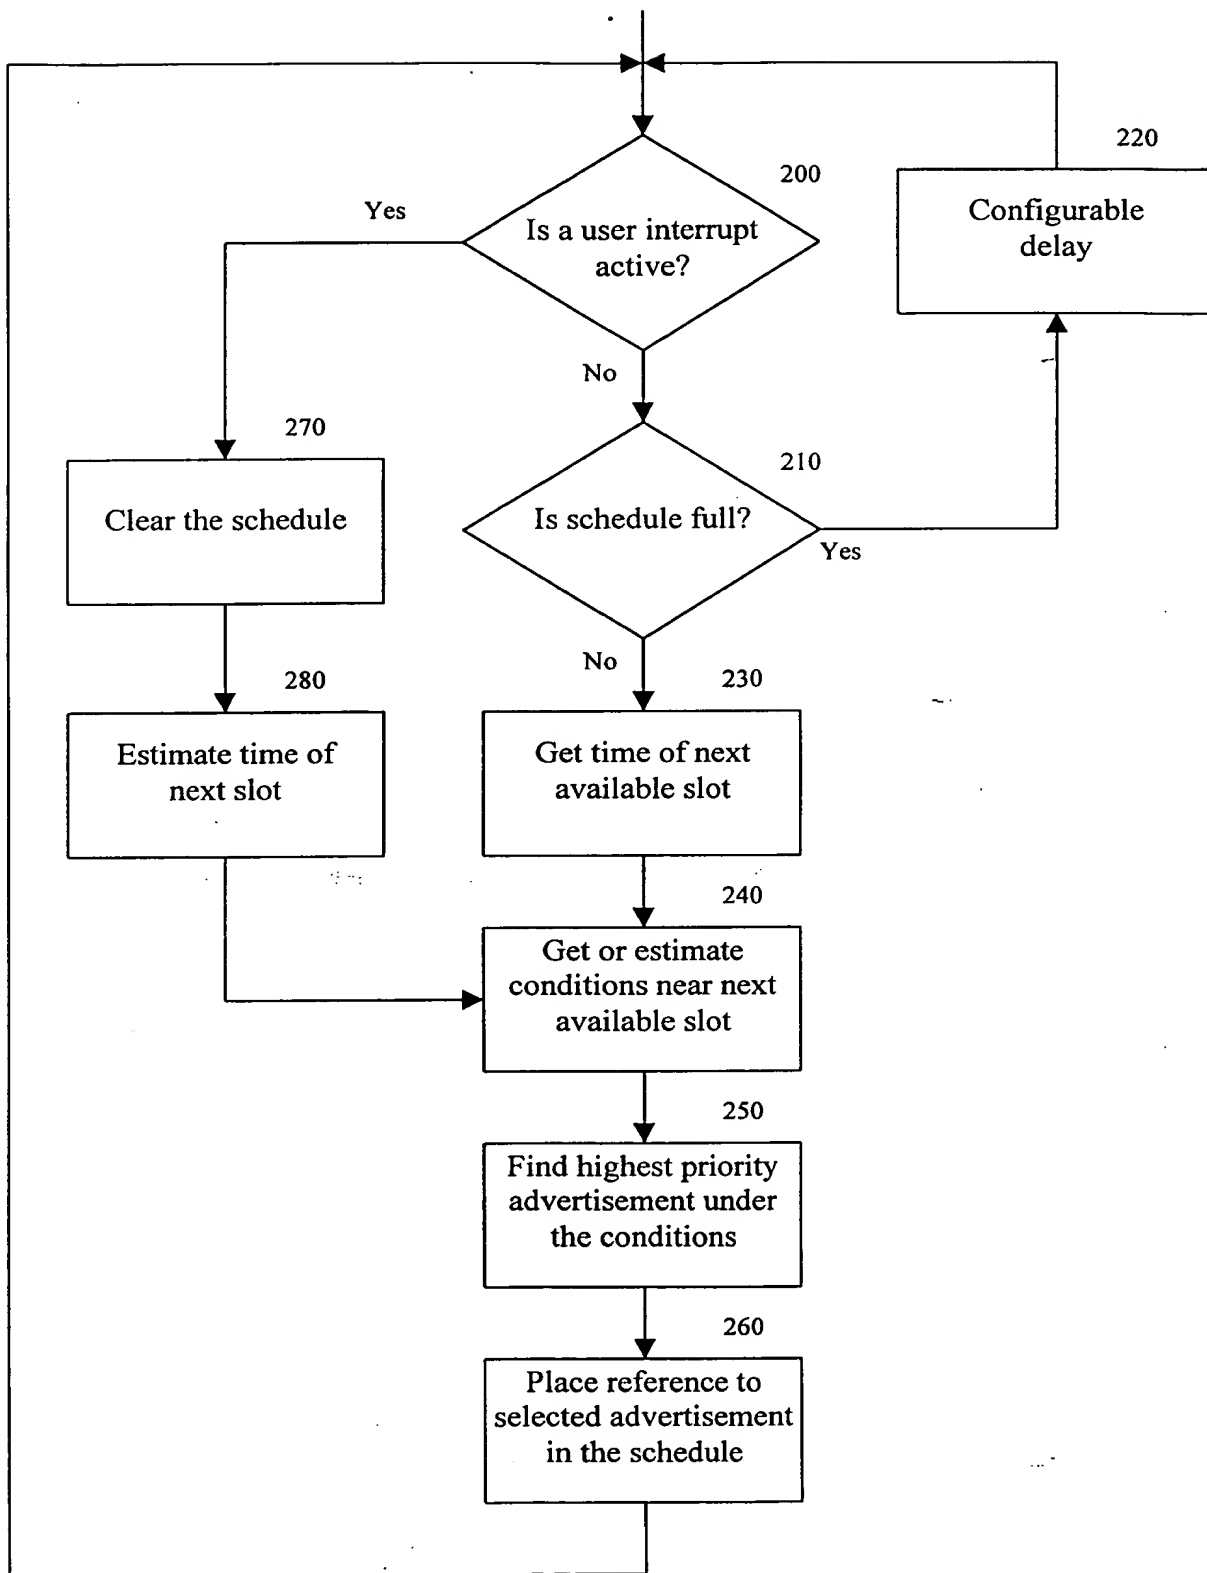 220
Configurable
delay
200
Yes
Is a user interrupt
active?
No
270
Clear the schedule
210
Is schedule full?
Yes
No
280
Estimate time of
next slot
230
Get time of next
available slot
240
Get or estimate
conditions near next
available slot
250
Find highest priority
advertisement under
the conditions
260
Place reference to
selected advertisement
in the schedule